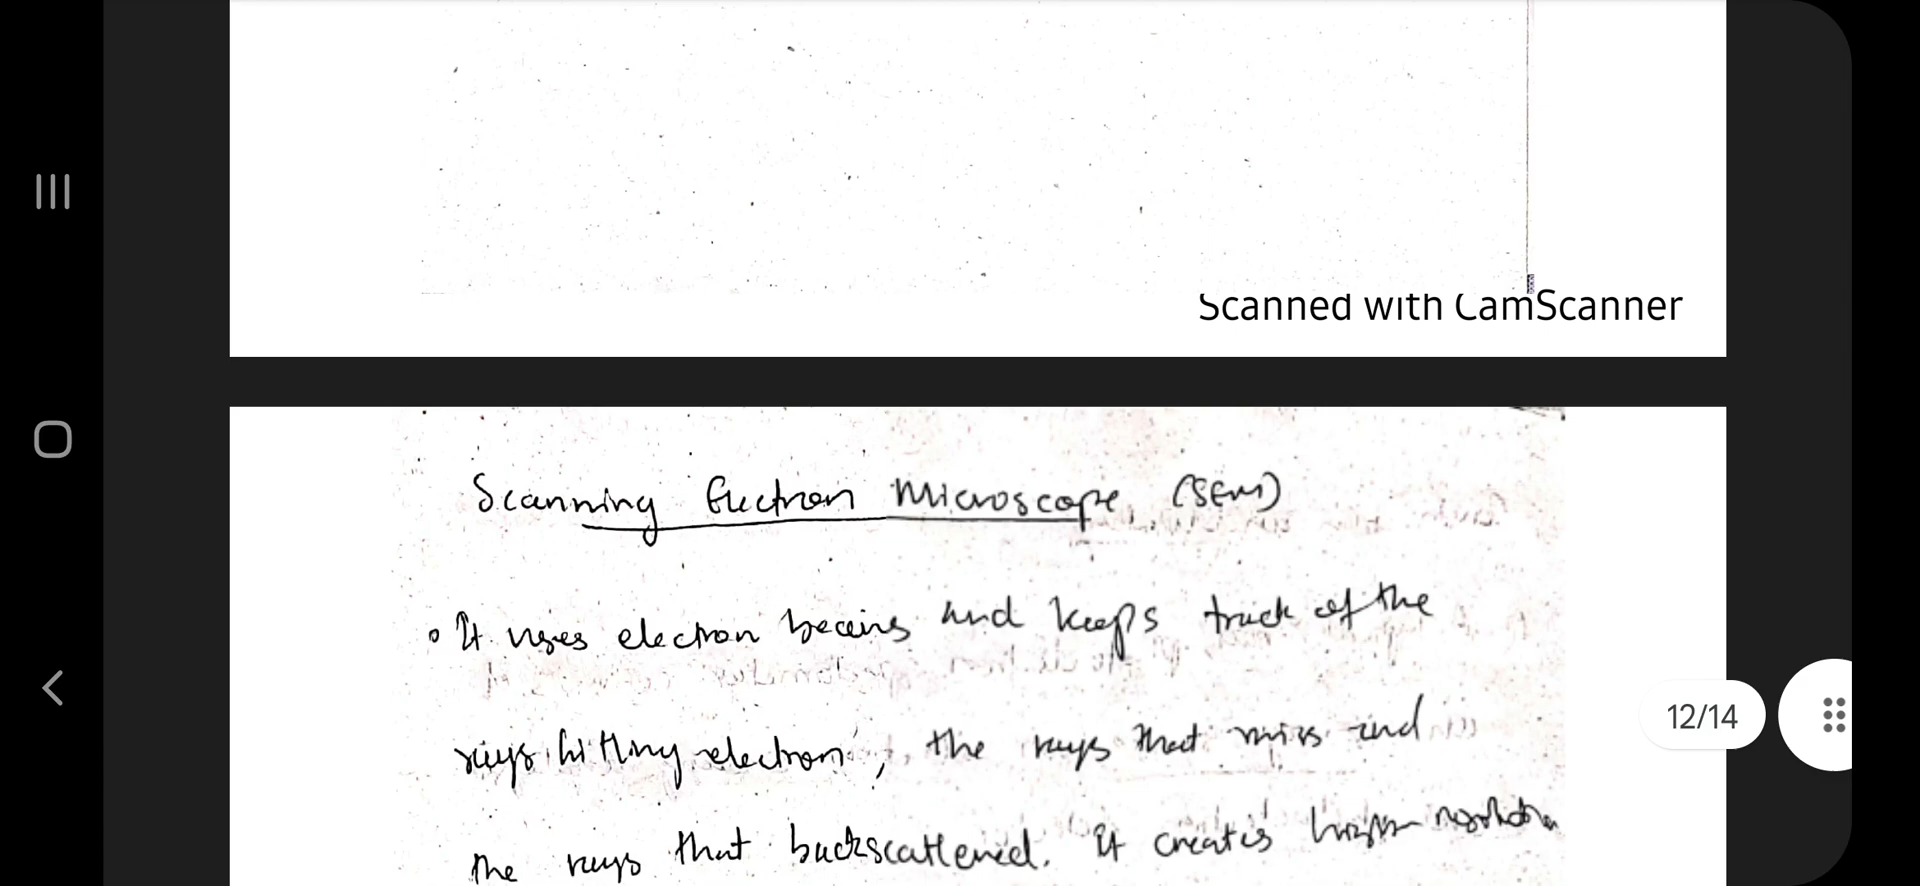 Scanned with CamScanner
Scanning Electron Microscope (SEM)
It uses electron beams and keeps track of the
12/14
rays hitting electron, the rays that miss and
the rays that backscattered. It creates resolution